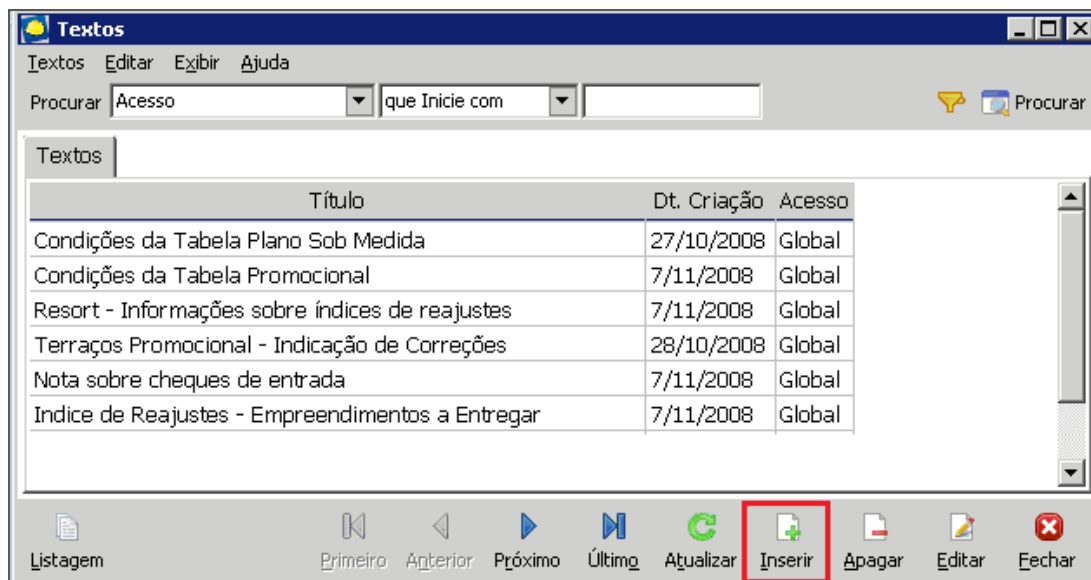 Textos
Textos Editar Exibir Ajuda
Procurar Acesso que Inicie com Procurar
Textos
Título Dt. Criação Acesso
Condições da Tabela Plano Sob Medida 27/10/2008 Global
Condições da Tabela Promocional 7/11/2008 Global
Resort - Informações sobre índices de reajustes 7/11/2008 Global
Terraços Promocional - Indicação de Correções 28/10/2008 Global
Nota sobre cheques de entrada 7/11/2008 Global
Indice de Reajustes - Empreendimentos a Entregar 7/11/2008 Global
Listagem Primeiro Anterior Próximo Último Atualizar Inserir Apagar Editar Fechar